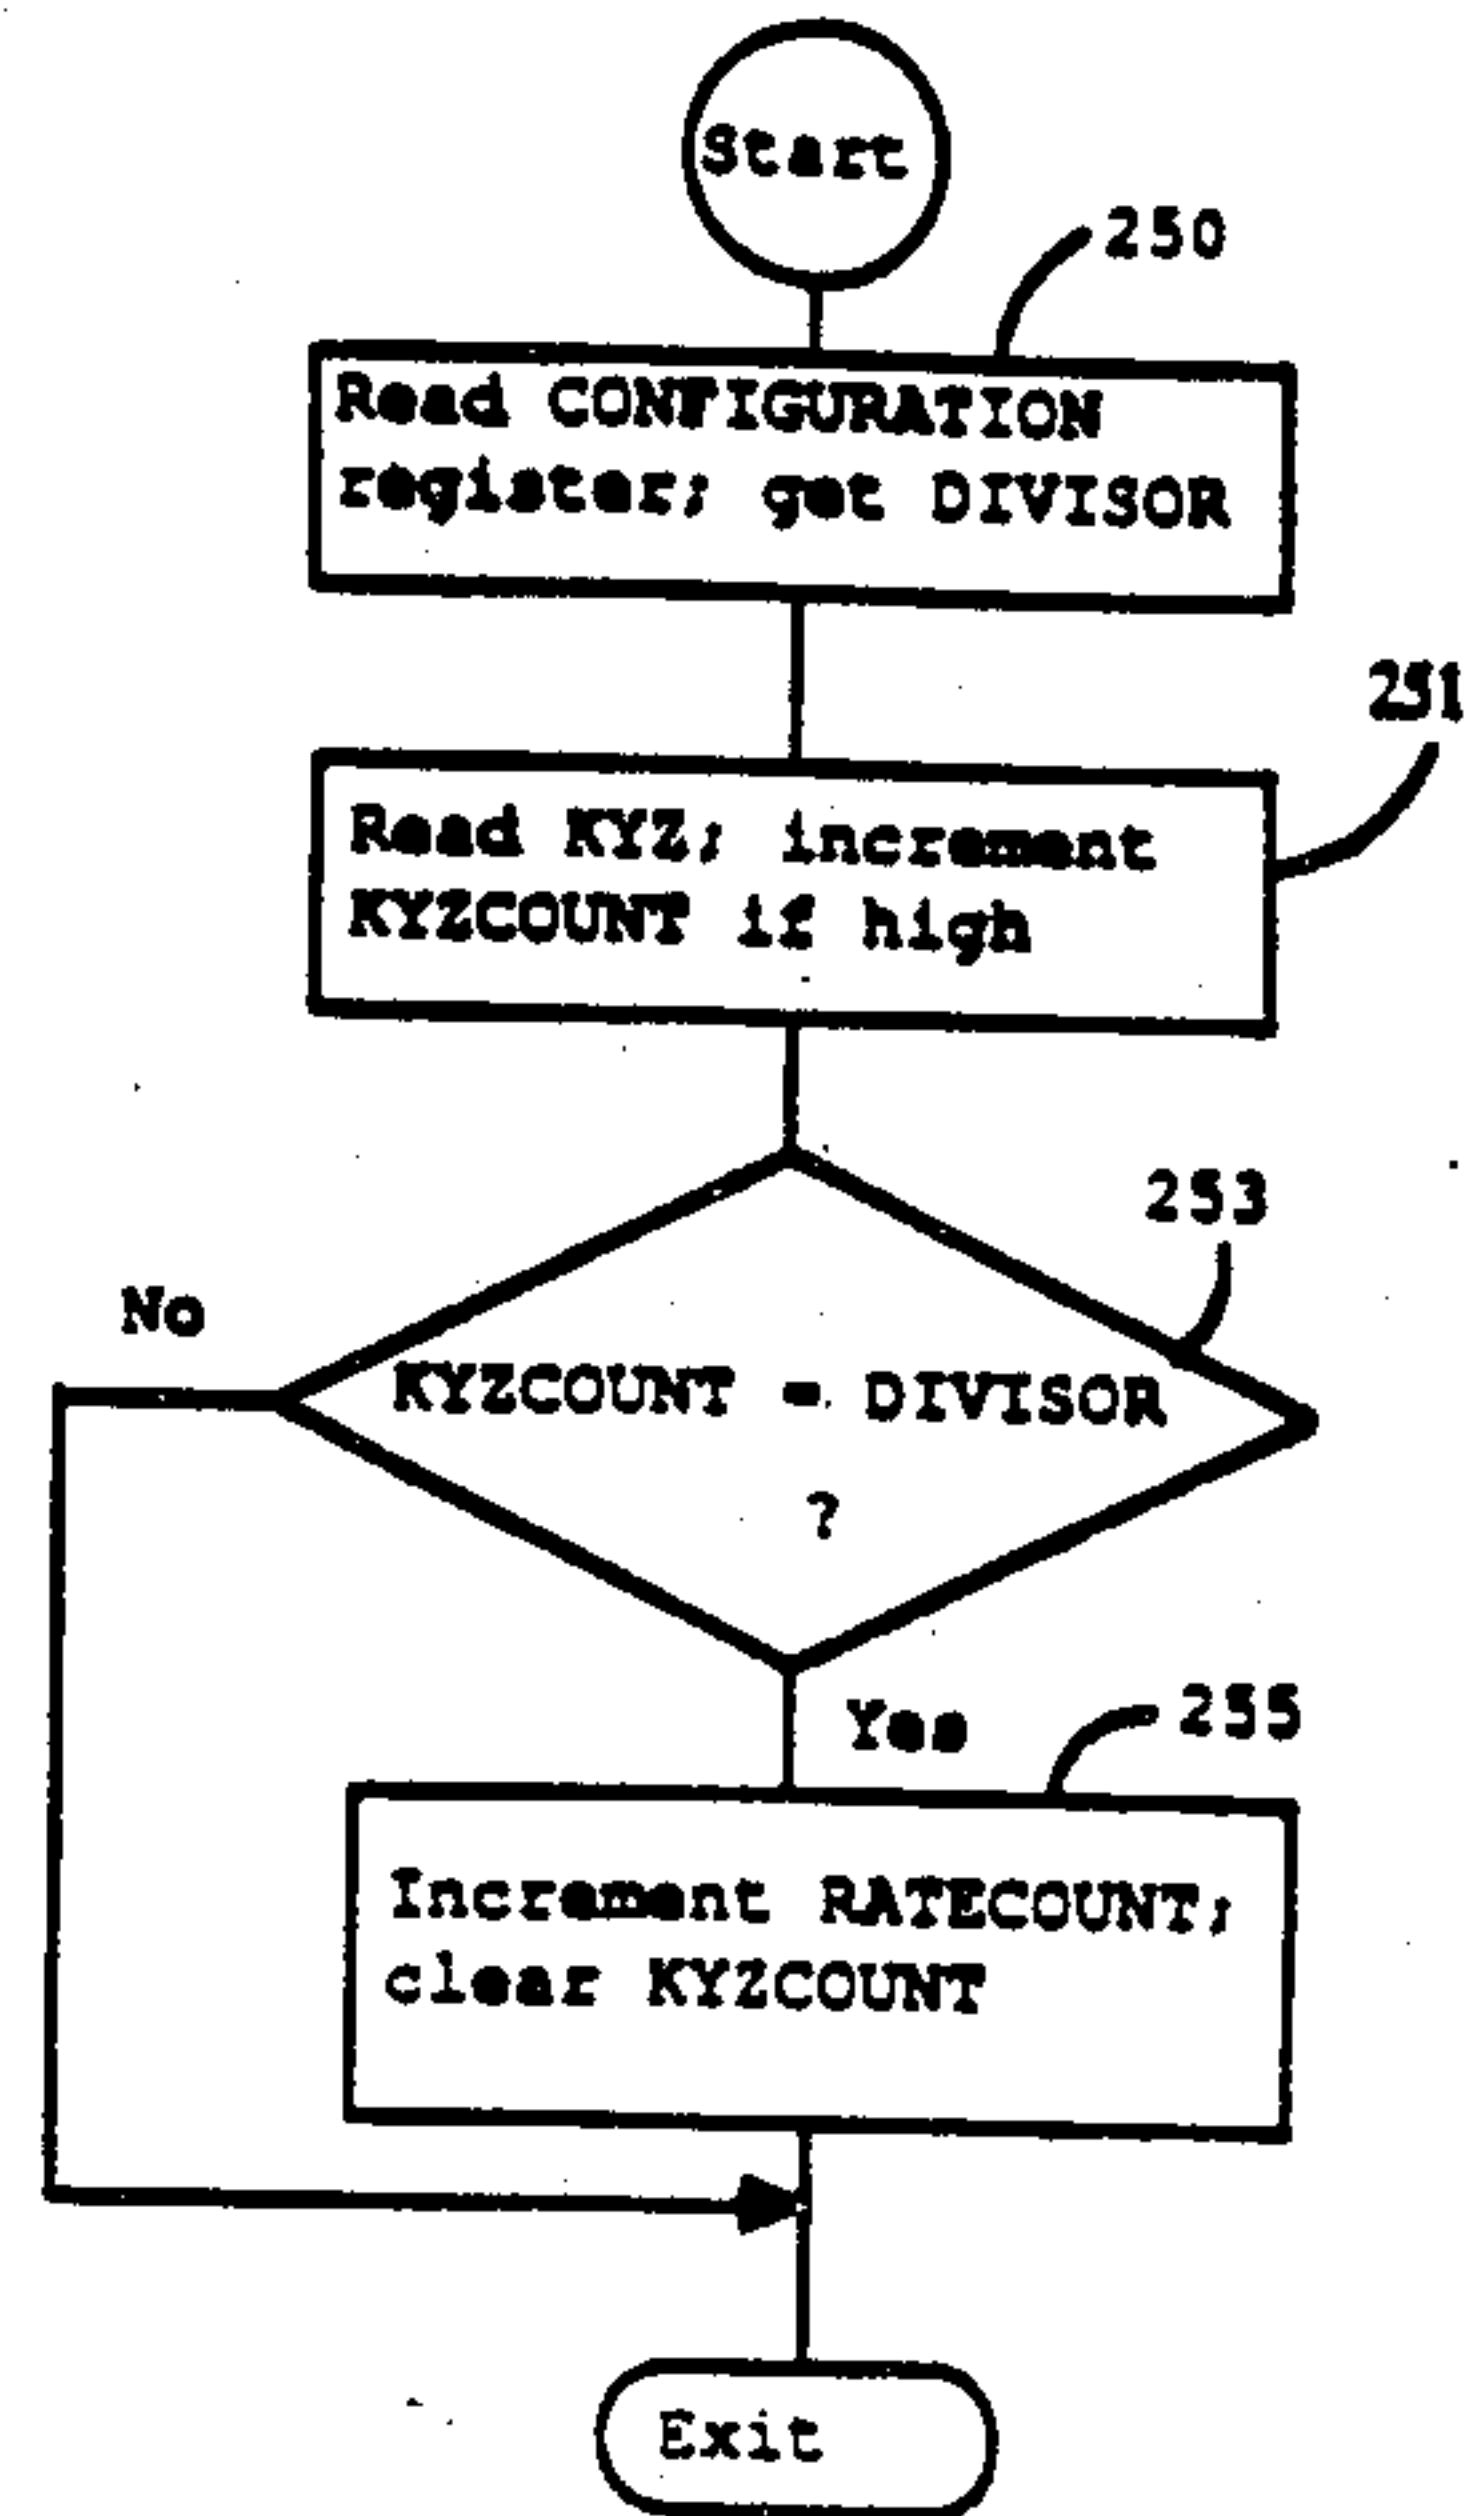 Start
250
Read CONFIGURATION
register; get DIVISOR
251
Read KYZ; increment
KYZCOUNT if high
253
No
KYZCOUNT = DIVISOR
?
Yes
255
Increment RATECOUNT;
clear KYZCOUNT
Exit